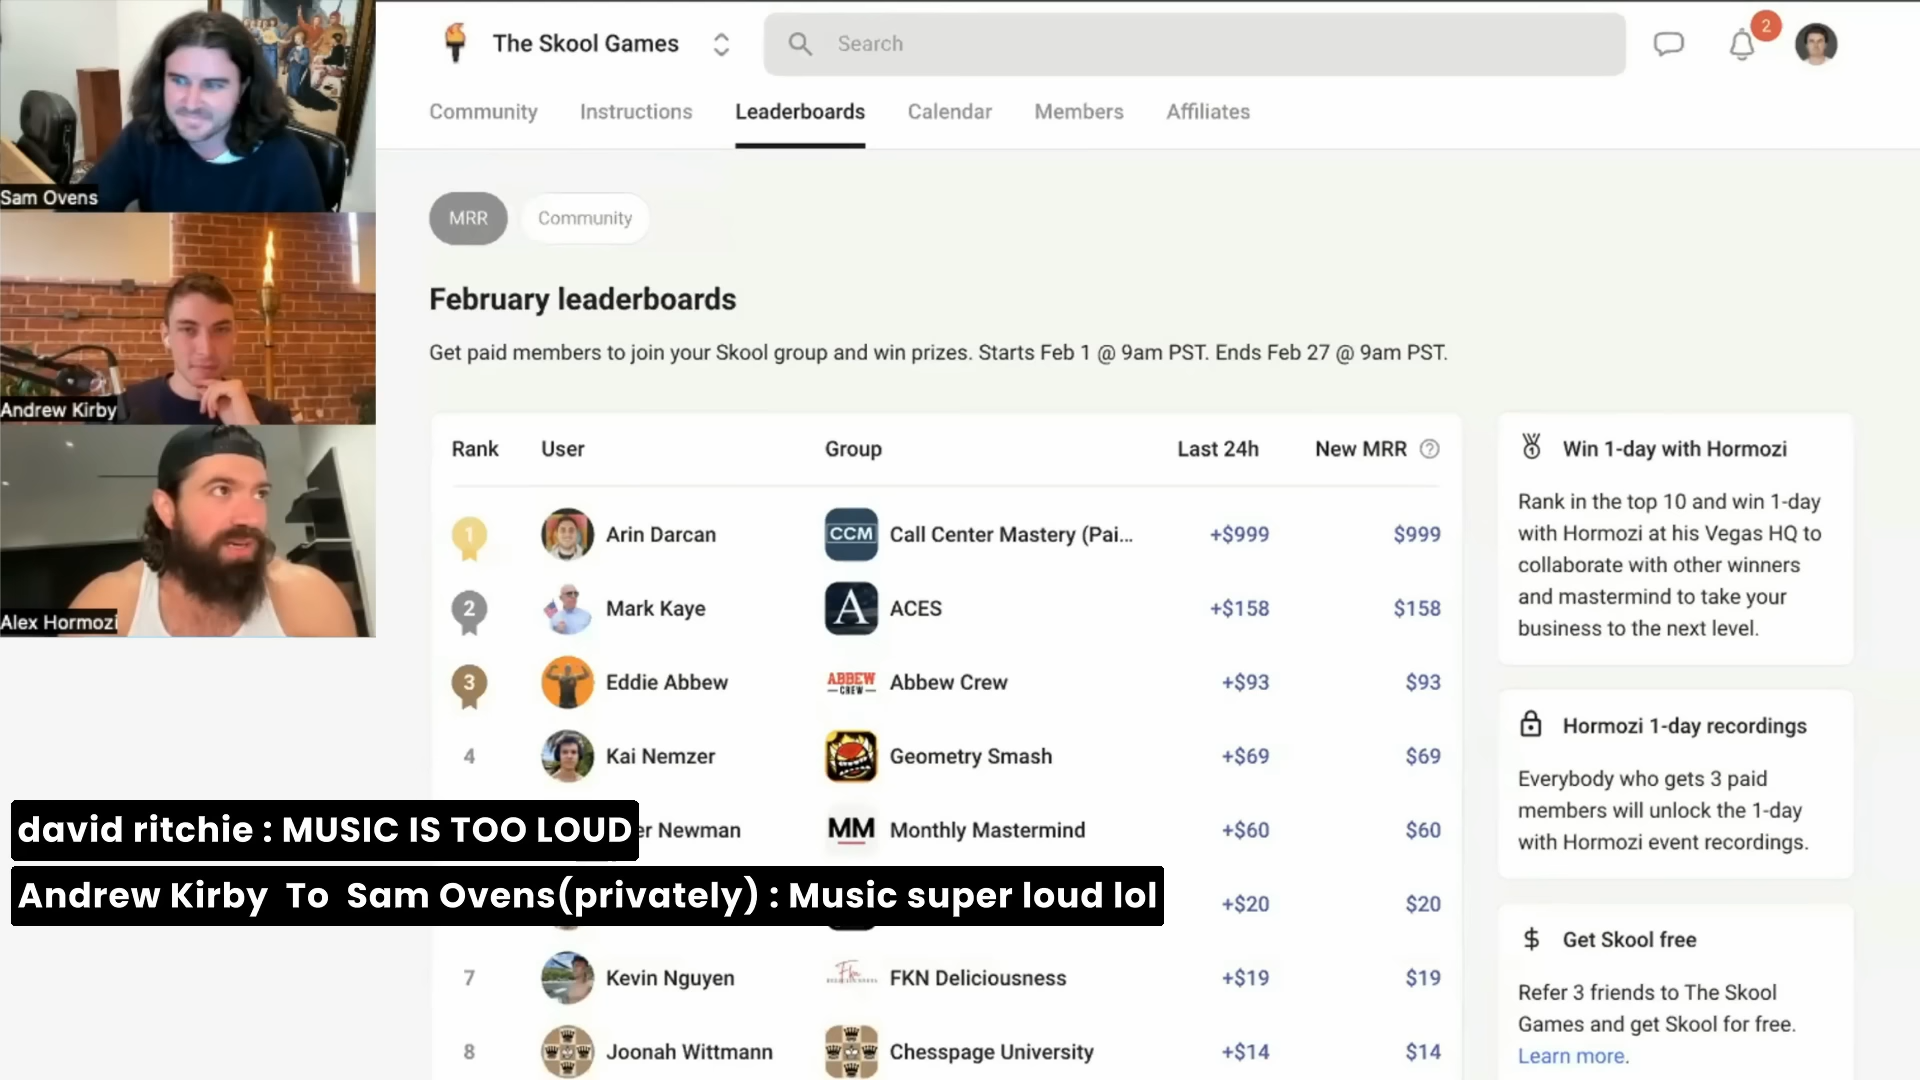 Sam Ovens
Andrew Kirby
Alex Hormozi
The Skool Games
Search
2
Community Instructions Leaderboards Calendar Members Affiliates
MRR Community
February leaderboards
Get paid members to join your Skool group and win prizes. Starts Feb 1 @ 9am PST. Ends Feb 27 @ 9am PST.
Rank User Group Last 24h New MRR ?
1 Arin Darcan CCM Call Center Mastery (Pai... +$999 $999
2 Mark Kaye A ACES +$158 $158
3 Eddie Abbew ABBEW CREW Abbew Crew +$93 $93
4 Kai Nemzer Geometry Smash +$69 $69
david ritchie : MUSIC IS TOO LOUD
er Newman MM Monthly Mastermind +$60 $60
Andrew Kirby To Sam Ovens(privately) : Music super loud lol
+$20 $20
7 Kevin Nguyen FKN Deliciousness +$19 $19
8 Joonah Wittmann Chesspage University +$14 $14
Win 1-day with Hormozi
Rank in the top 10 and win 1-day
with Hormozi at his Vegas HQ to
collaborate with other winners
and mastermind to take your
business to the next level.
Hormozi 1-day recordings
Everybody who gets 3 paid
members will unlock the 1-day
with Hormozi event recordings.
$ Get Skool free
Refer 3 friends to The Skool
Games and get Skool for free.
Learn more.